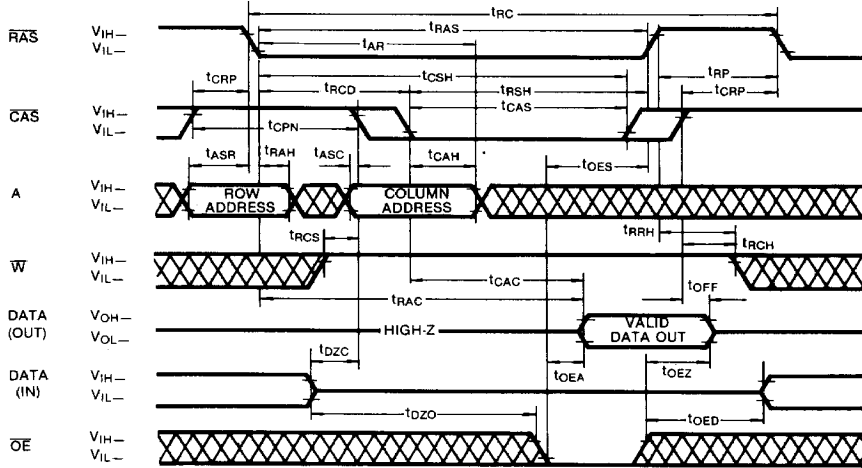 tRC
RAS VIH— tRAS
VIL— tAR
tCRP tRCD tCSH tRSH tRP tCRP
CAS VIH— tCPN tCAS
VIL—
tASR tRAH tASC tCAH tOES
A VIH— ROW ADDRESS COLUMN ADDRESS
VIL—
tRCS tRRH
W VIH— tRCH
VIL— tCAC tOFF
tRAC
DATA (OUT) VOH— HIGH-Z VALID DATA OUT
VOL—
tDZC tOEA tOEZ
DATA (IN) VIH—
VIL— tDZO tOED
OE VIH—
VIL—